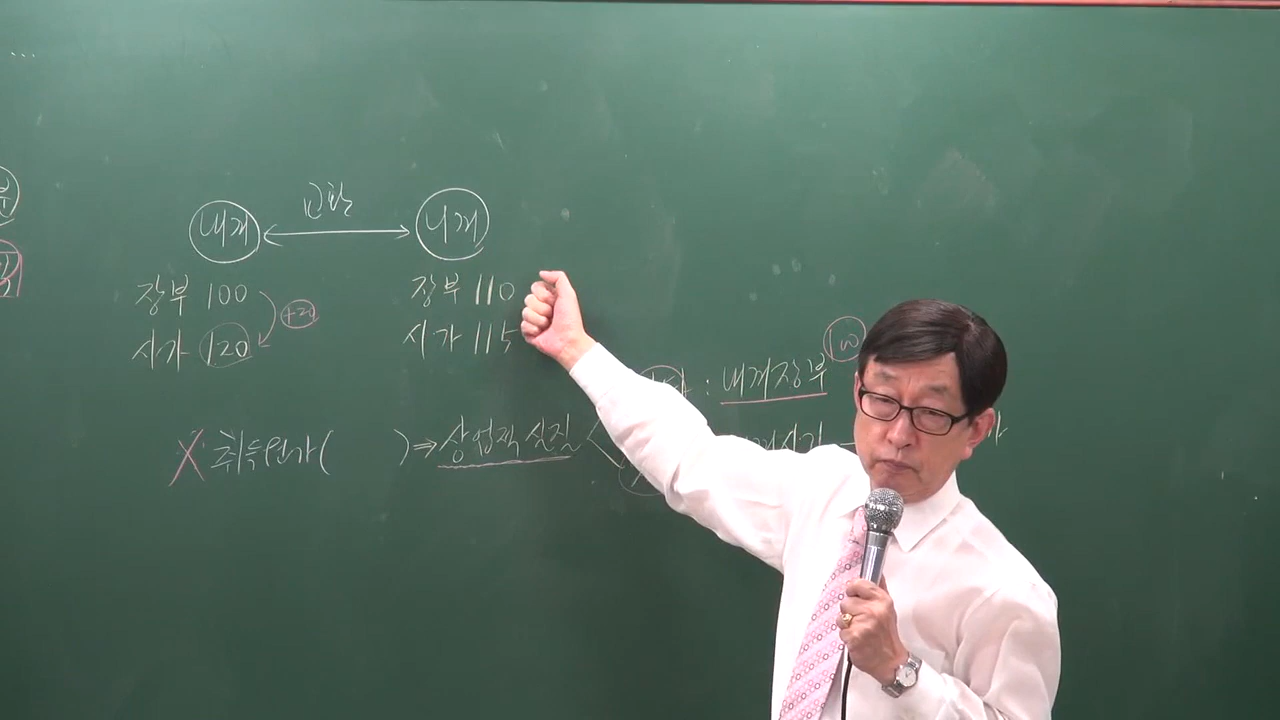 교환
내꺼 ↔ 니꺼
장부 100 +20
시가 120
장부 110
시가 115
: 내꺼장부 100
X 취득원가( ) ⇒ 상업적 실질 <